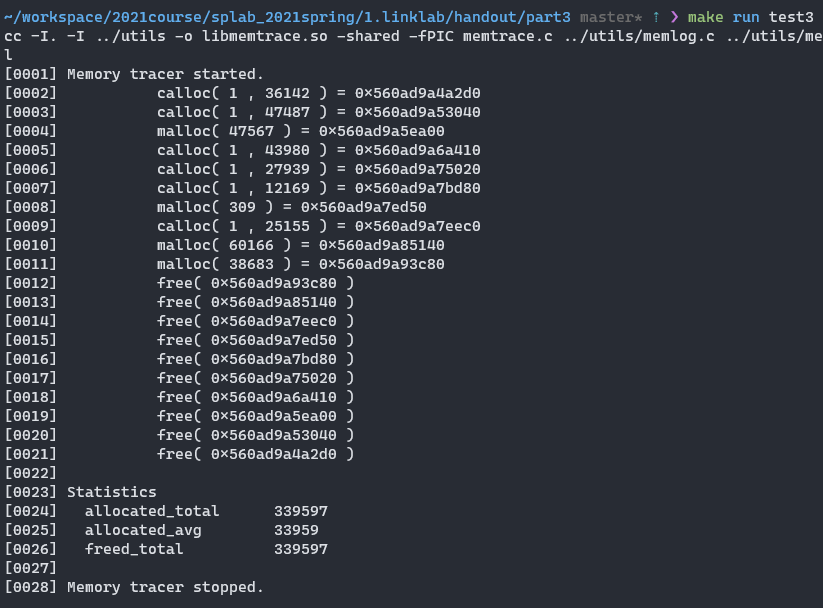 ~/workspace/2021course/splab_2021spring/1.linklab/handout/part3 master* ↑ ❯ make run test3
cc -I. -I ../utils -o libmemtrace.so -shared -fPIC memtrace.c ../utils/memlog.c ../utils/me
l
[0001] Memory tracer started.
[0002]           calloc( 1 , 36142 ) = 0x560ad9a4a2d0
[0003]           calloc( 1 , 47487 ) = 0x560ad9a53040
[0004]           malloc( 47567 ) = 0x560ad9a5ea00
[0005]           calloc( 1 , 43980 ) = 0x560ad9a6a410
[0006]           calloc( 1 , 27939 ) = 0x560ad9a75020
[0007]           calloc( 1 , 12169 ) = 0x560ad9a7bd80
[0008]           malloc( 309 ) = 0x560ad9a7ed50
[0009]           calloc( 1 , 25155 ) = 0x560ad9a7eec0
[0010]           malloc( 60166 ) = 0x560ad9a85140
[0011]           malloc( 38683 ) = 0x560ad9a93c80
[0012]           free( 0x560ad9a93c80 )
[0013]           free( 0x560ad9a85140 )
[0014]           free( 0x560ad9a7eec0 )
[0015]           free( 0x560ad9a7ed50 )
[0016]           free( 0x560ad9a7bd80 )
[0017]           free( 0x560ad9a75020 )
[0018]           free( 0x560ad9a6a410 )
[0019]           free( 0x560ad9a5ea00 )
[0020]           free( 0x560ad9a53040 )
[0021]           free( 0x560ad9a4a2d0 )
[0022]
[0023] Statistics
[0024]   allocated_total      339597
[0025]   allocated_avg        33959
[0026]   freed_total          339597
[0027]
[0028] Memory tracer stopped.